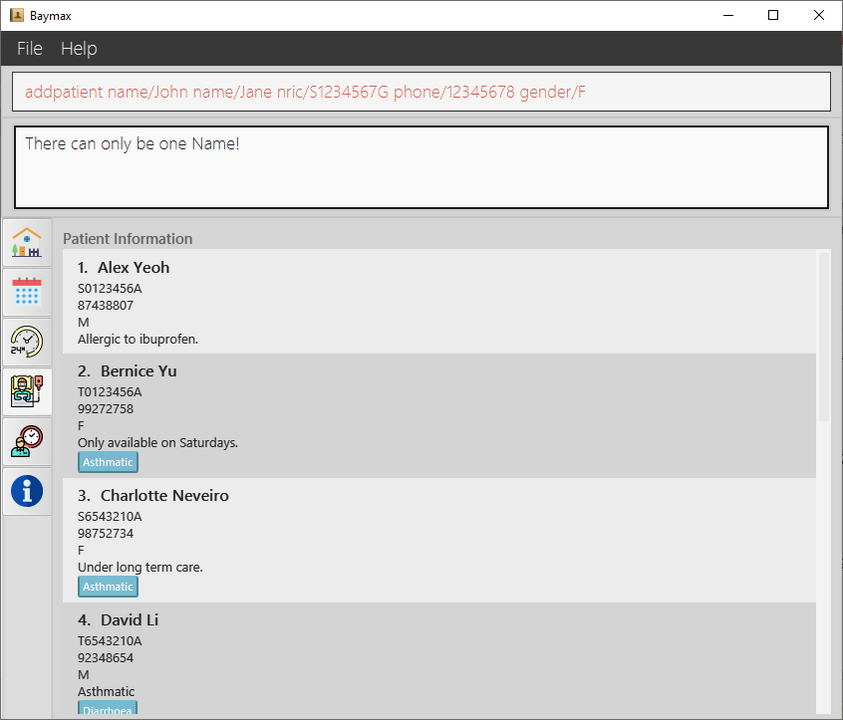 Baymax
File Help
addpatient name/John name/Jane nric/S1234567G phone/12345678 gender/F
There can only be one Name!
24H
Patient Information
1. Alex Yeoh
S0123456A
87438807
M
Allergic to ibuprofen.
2. Bernice Yu
T0123456A
99272758
F
Only available on Saturdays.
Asthmatic
3. Charlotte Neveiro
S6543210A
98752734
F
Under long term care.
Asthmatic
4. David Li
T6543210A
92348654
M
Asthmatic
Diarrhoea